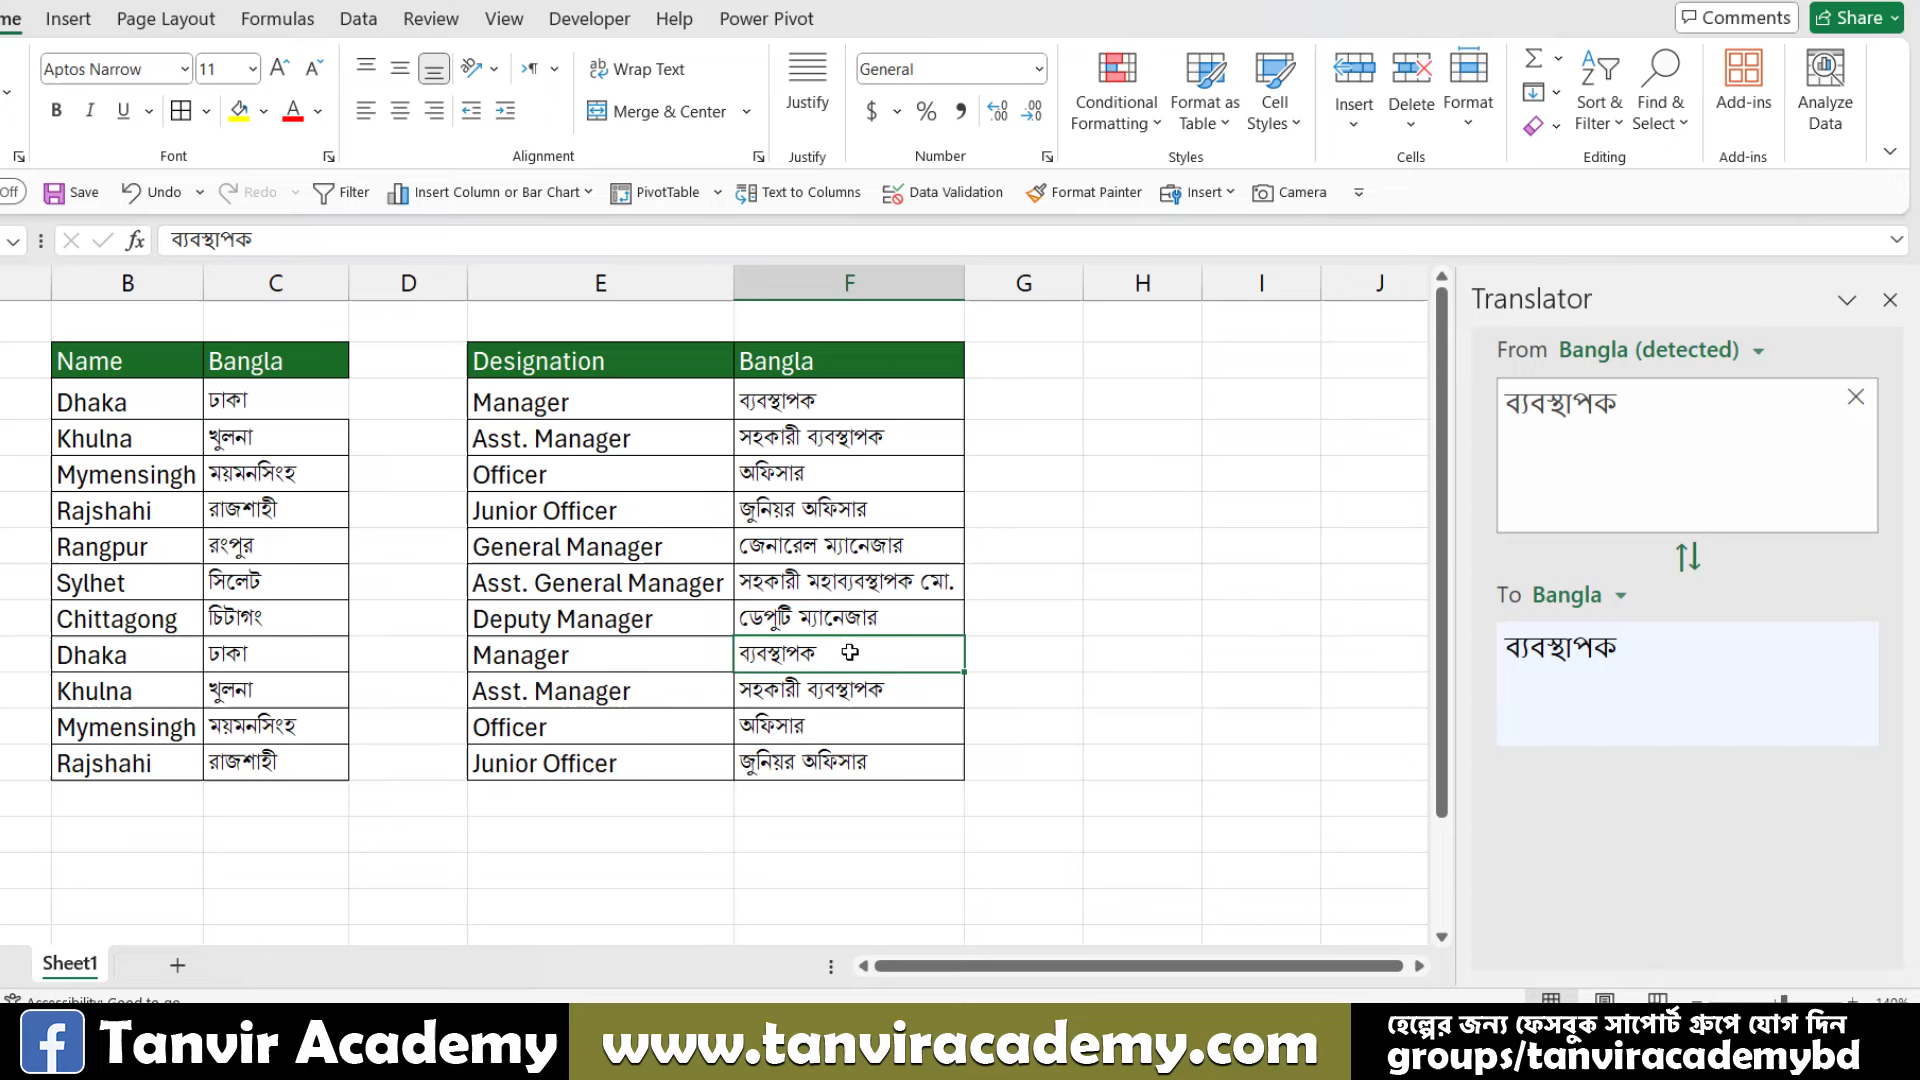 me Insert Page Layout Formulas Data Review View Developer Help Power Pivot Comments Share
Aptos Narrow 11 Wrap Text General
B I U Merge & Center Justify $ % Conditional Formatting Format as Table Cell Styles Insert Delete Format Sort & Filter Find & Select Add-ins Analyze Data
Font Alignment Justify Number Styles Cells Editing Add-ins
Off Save Undo Redo Filter Insert Column or Bar Chart PivotTable Text to Columns Data Validation Format Painter Insert Camera
fx ব্যবস্থাপক
B C D E F G H I J
Name Bangla Designation Bangla
Dhaka ঢাকা Manager ব্যবস্থাপক
Khulna খুলনা Asst. Manager সহকারী ব্যবস্থাপক
Mymensingh ময়মনসিংহ Officer অফিসার
Rajshahi রাজশাহী Junior Officer জুনিয়র অফিসার
Rangpur রংপুর General Manager জেনারেল ম্যানেজার
Sylhet সিলেট Asst. General Manager সহকারী মহাব্যবস্থাপক মো.
Chittagong চিটাগং Deputy Manager ডেপুটি ম্যানেজার
Dhaka ঢাকা Manager ব্যবস্থাপক
Khulna খুলনা Asst. Manager সহকারী ব্যবস্থাপক
Mymensingh ময়মনসিংহ Officer অফিসার
Rajshahi রাজশাহী Junior Officer জুনিয়র অফিসার
Translator
From Bangla (detected)
ব্যবস্থাপক
To Bangla
ব্যবস্থাপক
Sheet1
Accessibility: Good to go 140%
Tanvir Academy
www.tanviracademy.com
হেল্পের জন্য ফেসবুক সাপোর্ট গ্রুপে যোগ দিন
groups/tanviracademybd